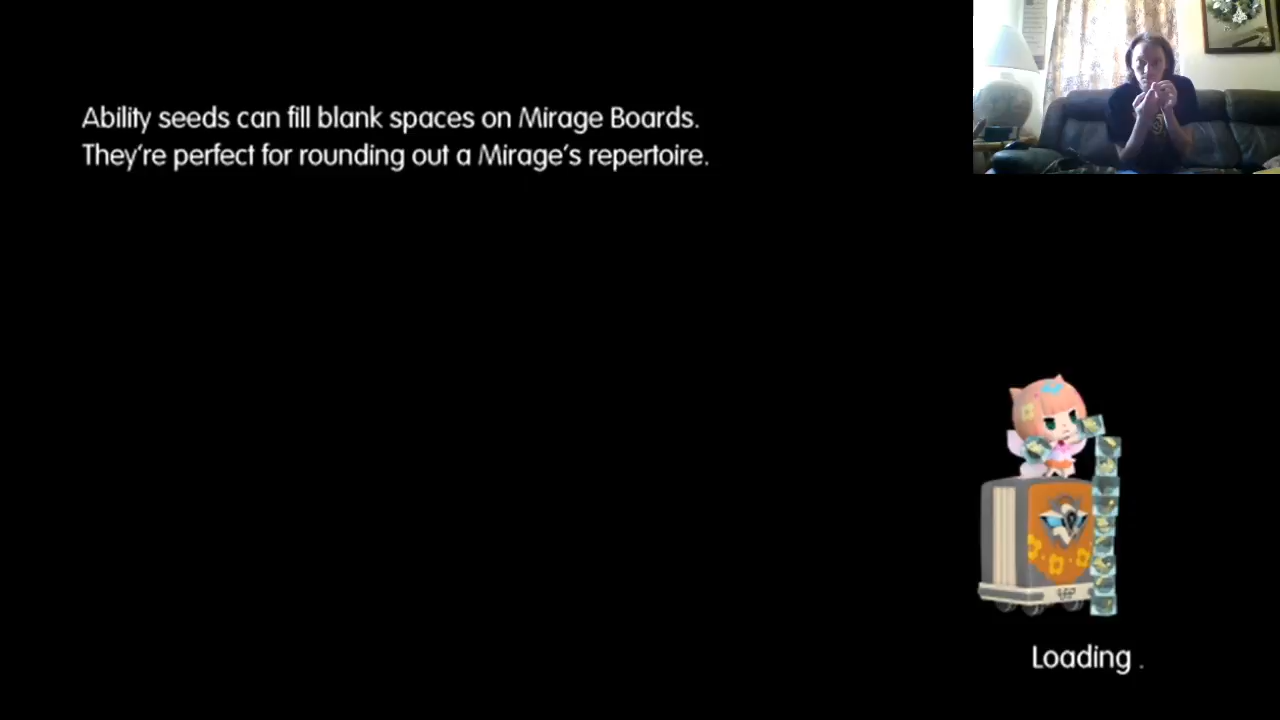 Ability seeds can fill blank spaces on Mirage Boards.
They're perfect for rounding out a Mirage's repertoire.
Loading .